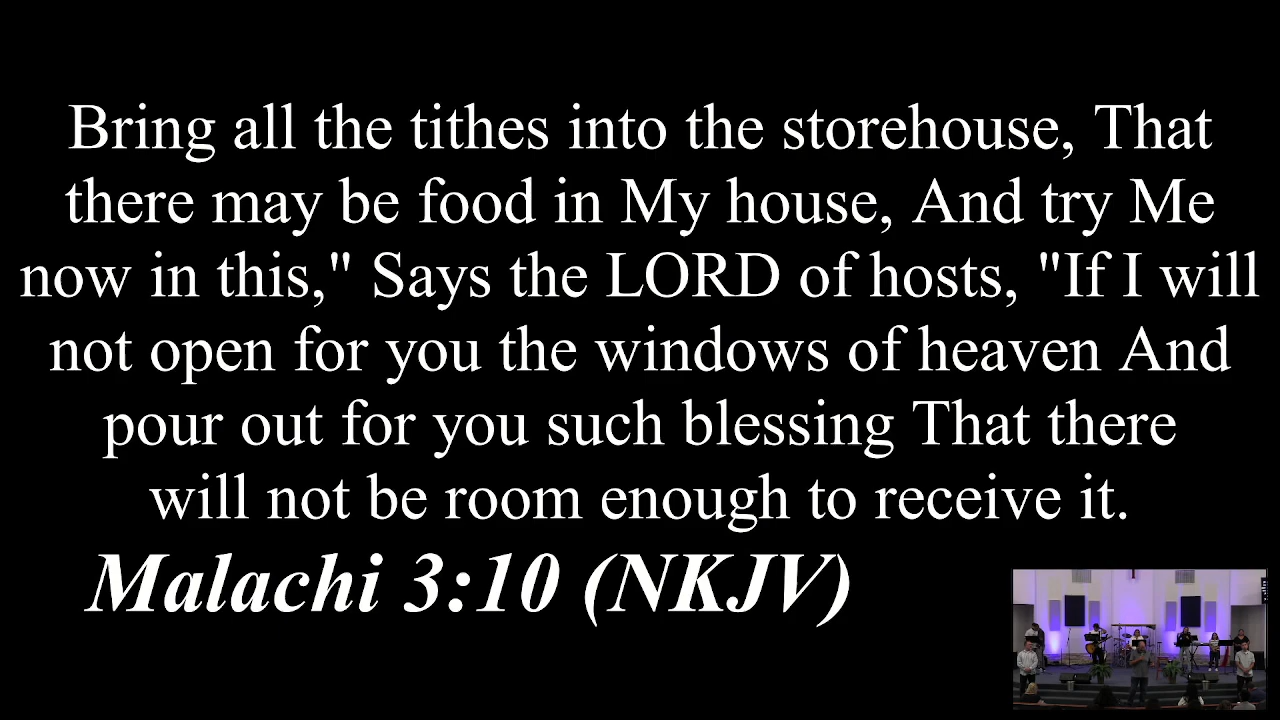 Bring all the tithes into the storehouse, That
there may be food in My house, And try Me
now in this," Says the LORD of hosts, "If I will
not open for you the windows of heaven And
pour out for you such blessing That there
will not be room enough to receive it.
Malachi 3:10 (NKJV)